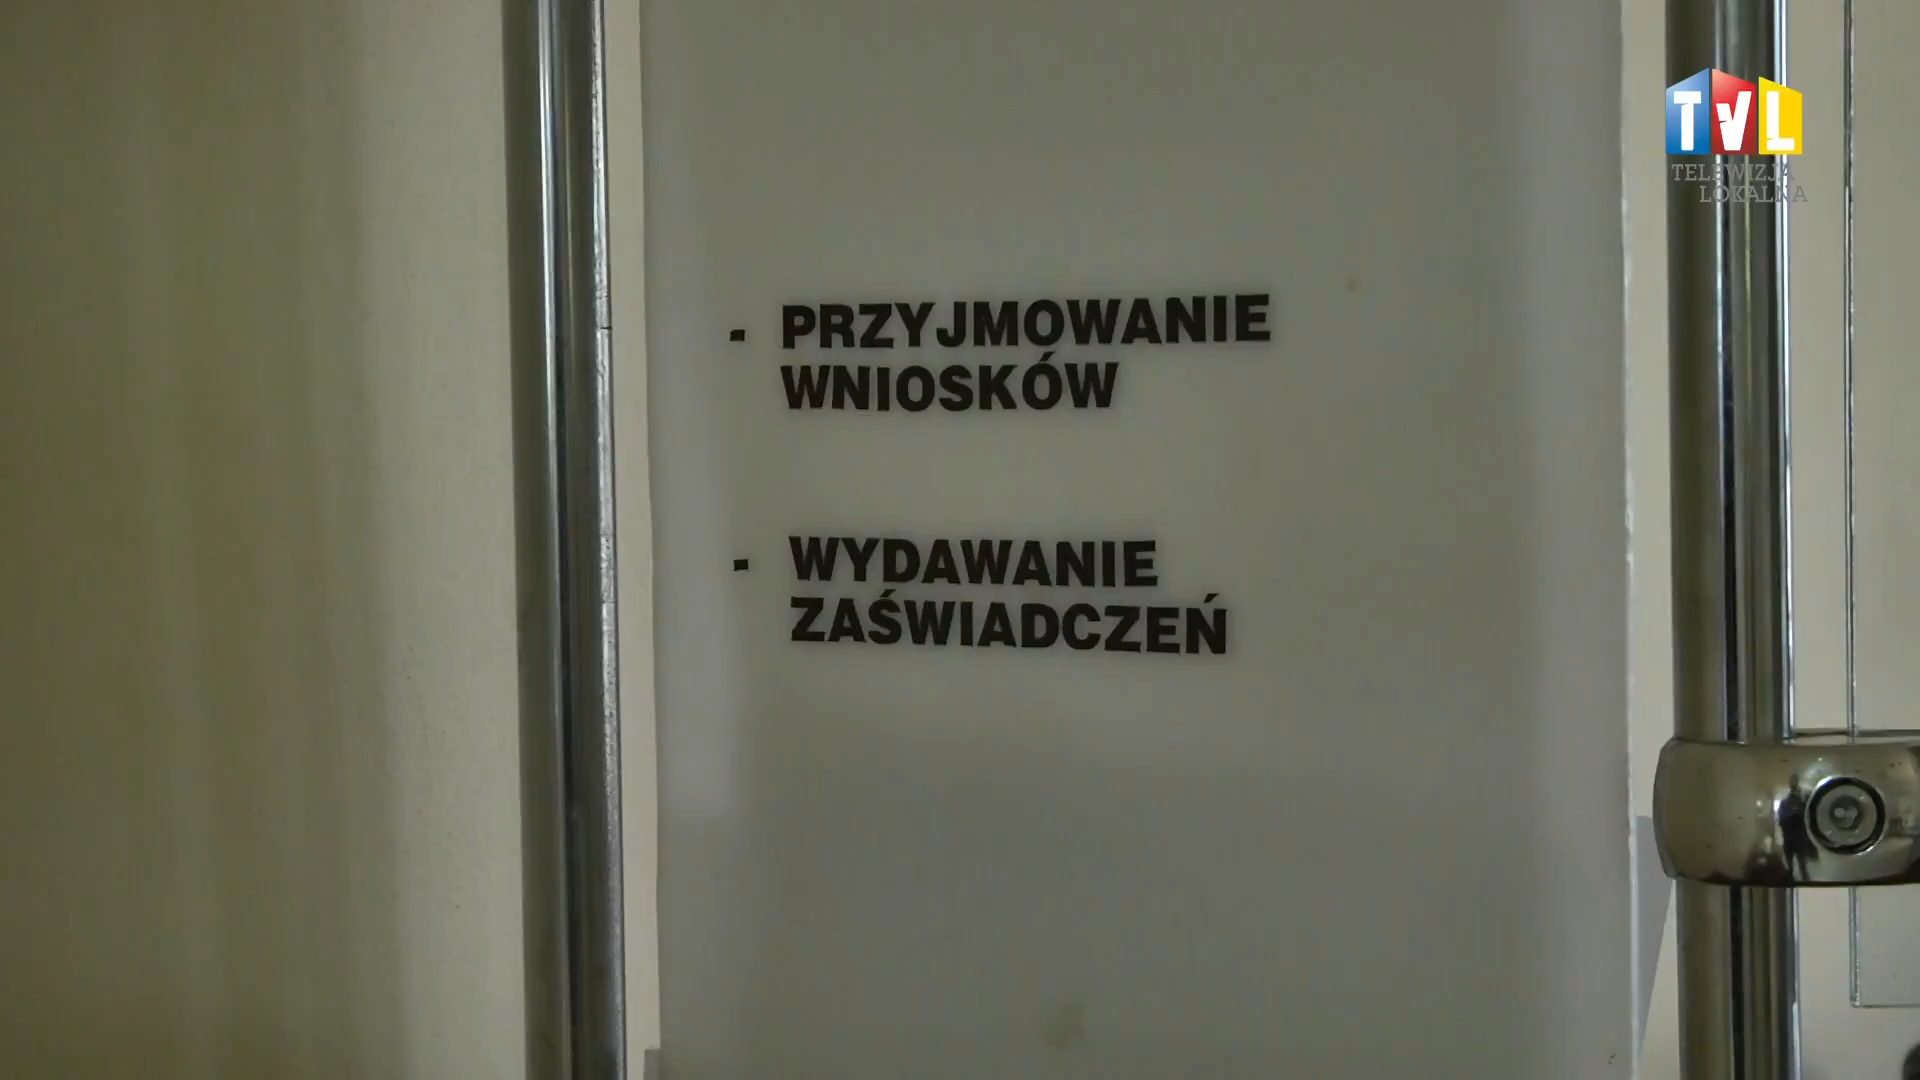 - PRZYJMOWANIE
WNIOSKÓW
- WYDAWANIE
ZAŚWIADCZEŃ
TVL
TELEWIZJA
LOKALNA